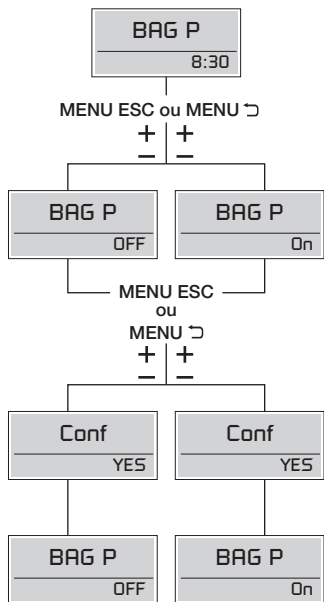 BAG P
8:30
MENU ESC ou MENU ⮌
+ +
– –
BAG P BAG P
OFF On
MENU ESC
ou
MENU ⮌
+ +
– –
Conf Conf
YES YES
BAG P BAG P
OFF On